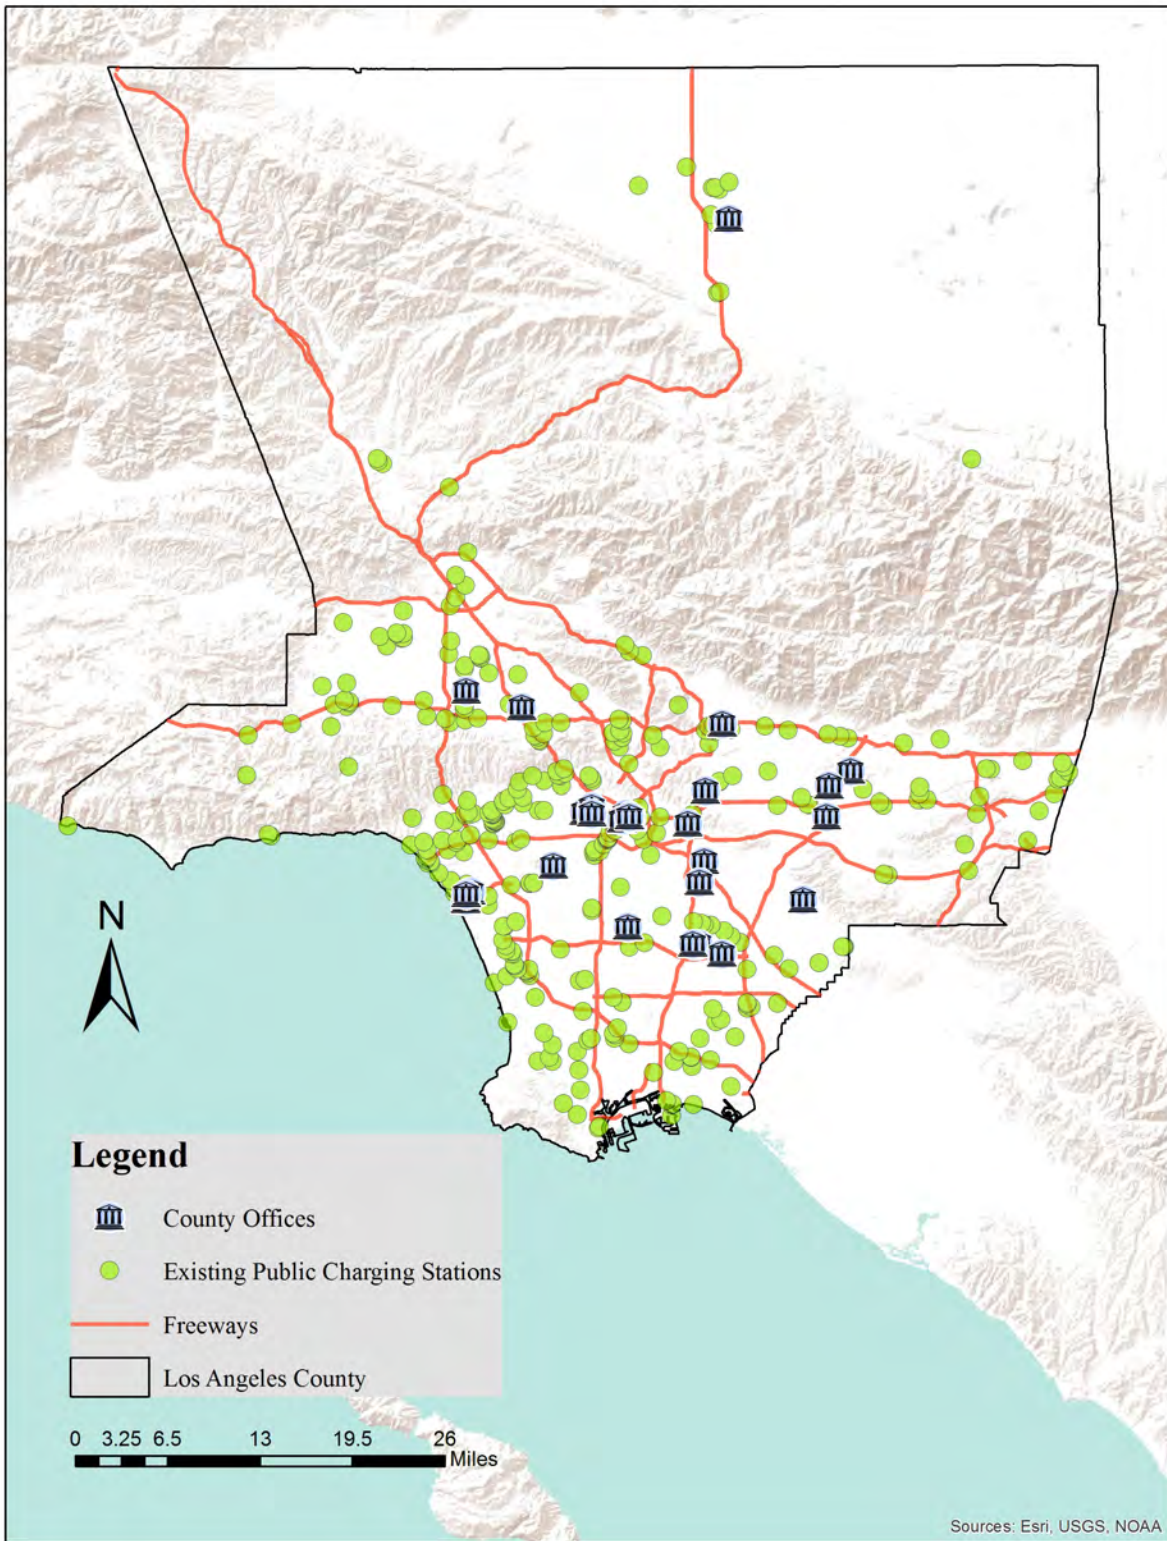 N
Legend
County Offices
Existing Public Charging Stations
Freeways
Los Angeles County
0 3.25 6.5 13 19.5 26
Miles
Sources: Esri, USGS, NOAA